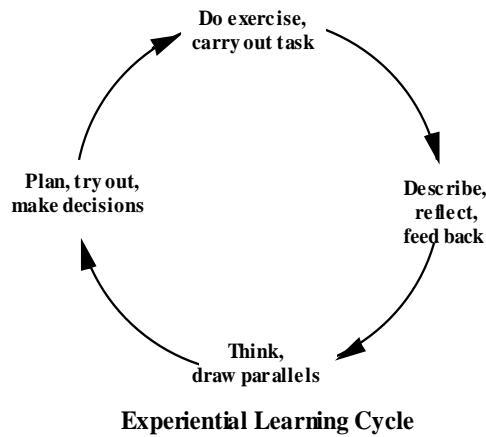 Do exercise,
carry out task
Describe,
reflect,
feed back
Think,
draw parallels
Plan, try out,
make decisions
Experiential Learning Cycle